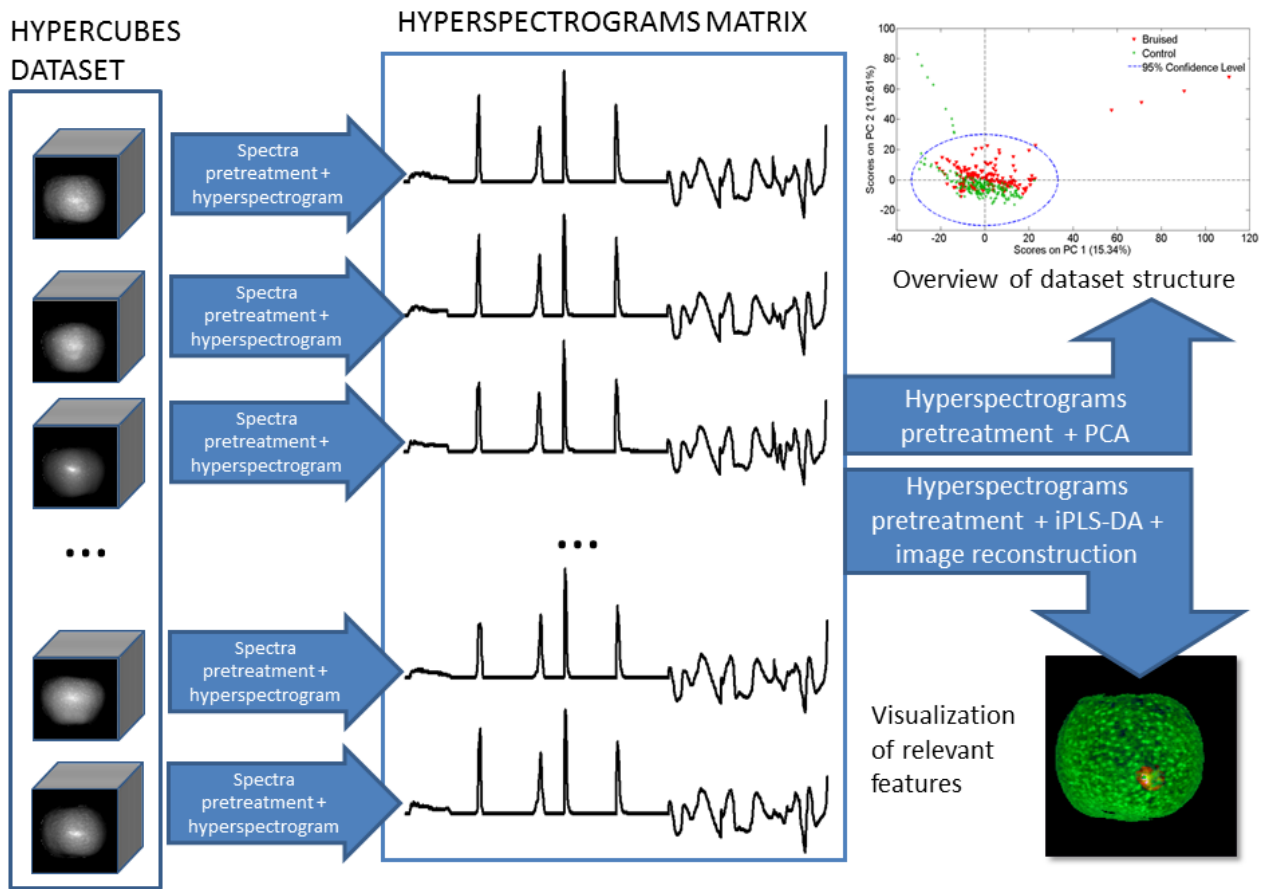 HYPERCUBES
DATASET
HYPERSPECTROGRAMS MATRIX
Spectra
pretreatment +
hyperspectrogram
Spectra
pretreatment +
hyperspectrogram
Spectra
pretreatment +
hyperspectrogram
...
...
Spectra
pretreatment +
hyperspectrogram
Spectra
pretreatment +
hyperspectrogram
100
80
60
40
20
0
-20
-40
-20
0
20
40
60
80
100
120
Scores on PC 2 (12.61%)
Scores on PC 1 (15.34%)
Bruised
Control
95% Confidence Level
Overview of dataset structure
Hyperspectrograms
pretreatment + PCA
Hyperspectrograms
pretreatment + iPLS-DA +
image reconstruction
Visualization
of relevant
features